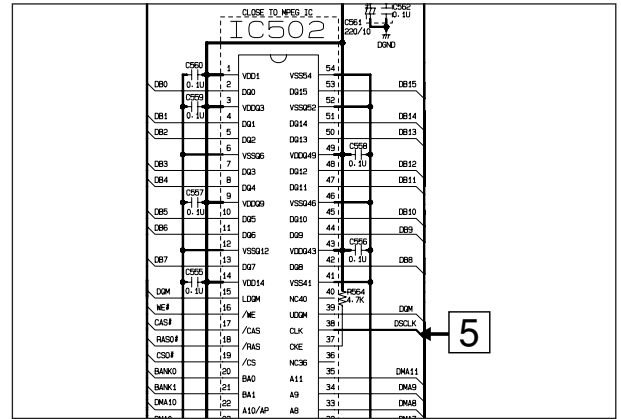 CLOSE TO MPEG IC
IC502
C561
220/10
C562
0.1U
DGND
C560
0.1U
1 VDD1 VSS54 54
DB0 2 DQ0 DQ15 53 DB15
C559
0.1U
3 VDDQ3 VSSQ52 52
DB1 4 DQ1 DQ14 51 DB14
DB2 5 DQ2 DQ13 50 DB13
6 VSSQ6 VDDQ49 49
C558
0.1U
DB3 7 DQ3 DQ12 48 DB12
DB4 8 DQ4 DQ11 47 DB11
C557
0.1U
9 VDDQ9 VSSQ46 46
DB5 10 DQ5 DQ10 45 DB10
DB6 11 DQ6 DQ9 44 DB9
12 VSSQ12 VDDQ43 43
C556
0.1U
DB7 13 DQ7 DQ8 42 DB8
C555
0.1U
14 VDD14 VSS41 41
DQM 15 LDQM NC40 40
R564
4.7K
WE# 16 /WE UDQM 39 DQM
CAS# 17 /CAS CLK 38 DSCLK
5
RAS0# 18 /RAS CKE 37
CS0# 19 /CS NC36 36
BANK0 20 BA0 A11 35 DMA11
BANK1 21 BA1 A9 34 DMA9
DMA10 22 A10/AP A8 33 DMA8